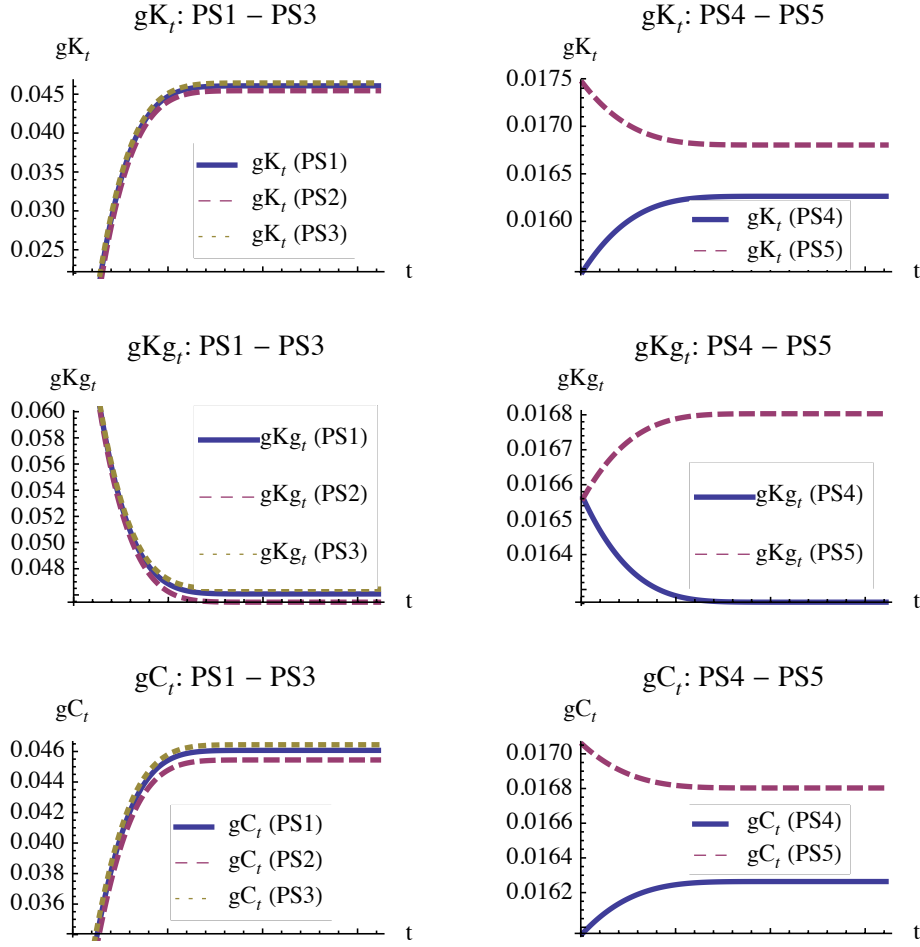 gK_t: PS1 – PS3
gK_t
0.045
0.040
0.035
0.030
0.025
gK_t (PS1)
gK_t (PS2)
gK_t (PS3)
t
gK_t: PS4 – PS5
gK_t
0.0175
0.0170
0.0165
0.0160
gK_t (PS4)
gK_t (PS5)
t
gKg_t: PS1 – PS3
gKg_t
0.060
0.058
0.056
0.054
0.052
0.050
0.048
gKg_t (PS1)
gKg_t (PS2)
gKg_t (PS3)
t
gKg_t: PS4 – PS5
gKg_t
0.0168
0.0167
0.0166
0.0165
0.0164
gKg_t (PS4)
gKg_t (PS5)
t
gC_t: PS1 – PS3
gC_t
0.046
0.044
0.042
0.040
0.038
0.036
gC_t (PS1)
gC_t (PS2)
gC_t (PS3)
t
gC_t: PS4 – PS5
gC_t
0.0170
0.0168
0.0166
0.0164
0.0162
gC_t (PS4)
gC_t (PS5)
t